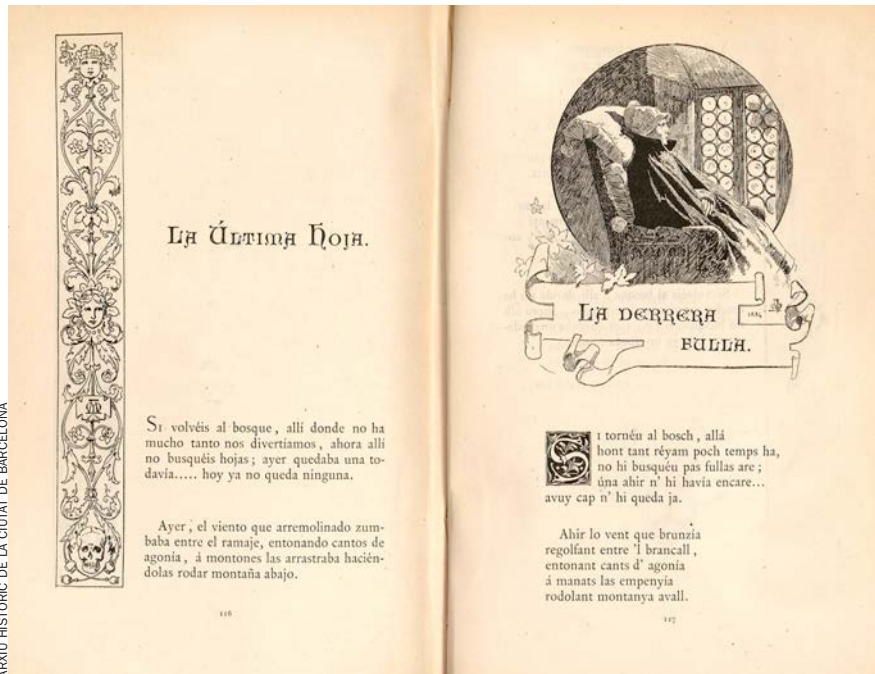 LA ÚLTIMA HOJA.
SI volvéis al bosque, allí donde no ha
mucho tanto nos divertíamos, ahora allí
no busquéis hojas; ayer quedaba una to-
davía..... hoy ya no queda ninguna.
Ayer, el viento que arremolinado zum-
baba entre el ramaje, entonando cantos de
agonía, á montones las arrastraba hacién-
dolas rodar montaña abajo.
116
LA DERRERA
1884
FULLA.
SI tornéu al bosch, allá
hont tant réyam poch temps ha,
no hi busquéu pas fullas are;
úna ahir n' hi havía encare...
avuy cap n' hi queda ja.
Ahir lo vent que brunzia
regolfant entre 'l brancall,
entonant cants d' agonía
á manats las empenyia
rodolant montanya avall.
117
ARXIU HISTÒRIC DE LA CIUTAT DE BARCELONA